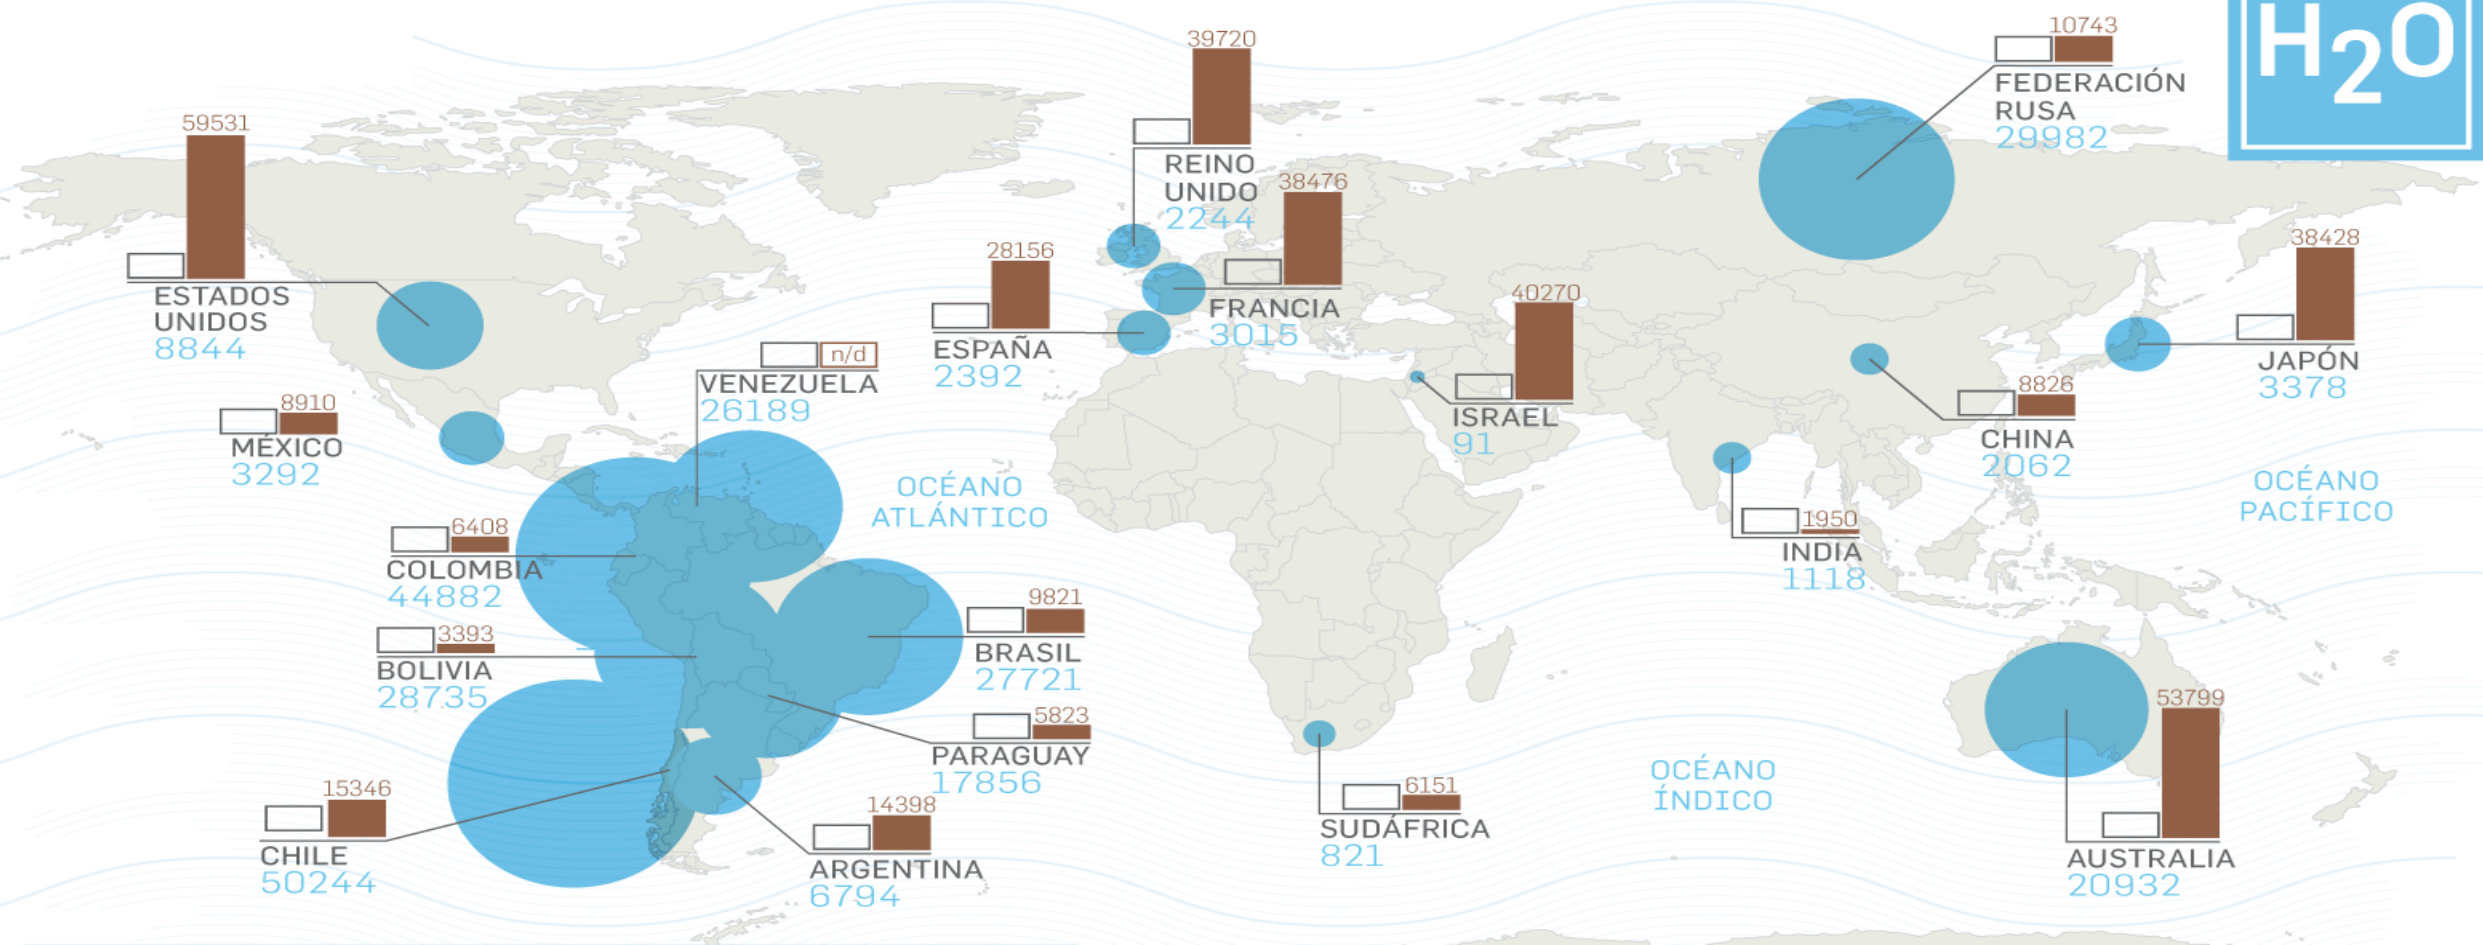 H2O
10743
FEDERACIÓN
RUSA
29982
39720
REINO
UNIDO
2244
59531
ESTADOS
UNIDOS
8844
38476
FRANCIA
3015
28156
ESPAÑA
2392
40270
ISRAEL
91
38428
JAPÓN
3378
n/d
VENEZUELA
26189
8910
MÉXICO
3292
8826
CHINA
2062
OCÉANO
ATLÁNTICO
OCÉANO
PACÍFICO
6408
COLOMBIA
44882
1950
INDIA
1118
9821
BRASIL
27721
3393
BOLIVIA
28735
5823
PARAGUAY
17856
53799
AUSTRALIA
20932
OCÉANO
ÍNDICO
15346
CHILE
50244
14398
ARGENTINA
6794
6151
SUDÁFRICA
821